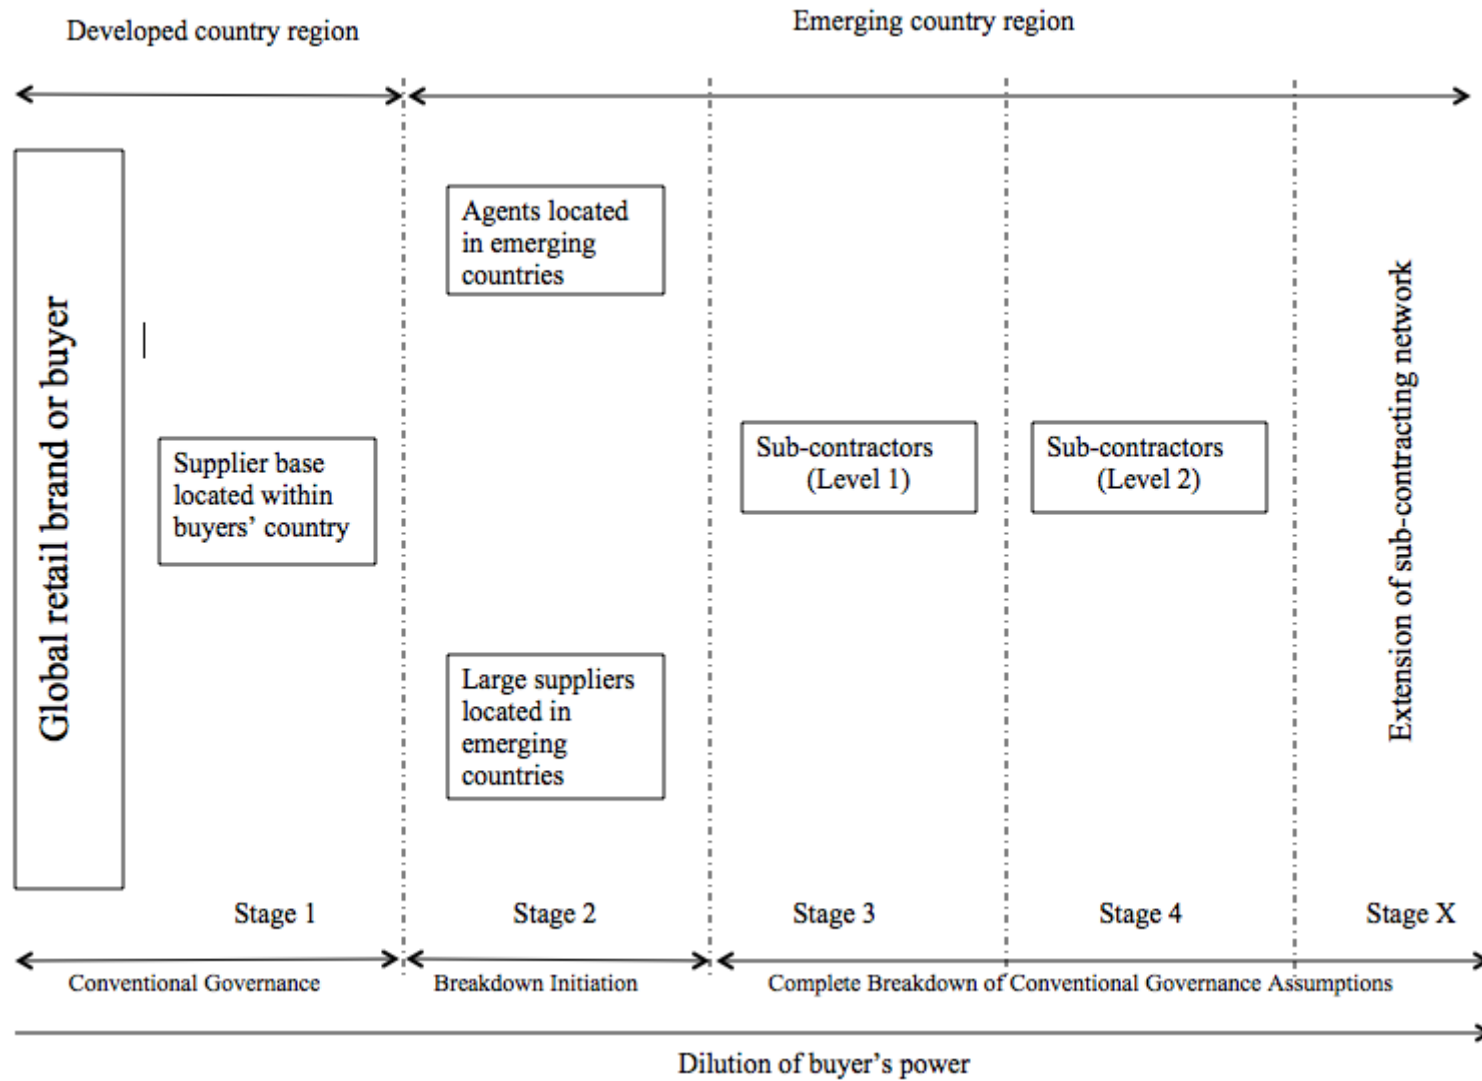 Developed country region
Emerging country region
Global retail brand or buyer
Supplier base
located within
buyers’ country
Agents located
in emerging
countries
Large suppliers
located in
emerging
countries
Sub-contractors
(Level 1)
Sub-contractors
(Level 2)
Extension of sub-contracting network
Stage 1
Stage 2
Stage 3
Stage 4
Stage X
Conventional Governance
Breakdown Initiation
Complete Breakdown of Conventional Governance Assumptions
Dilution of buyer’s power